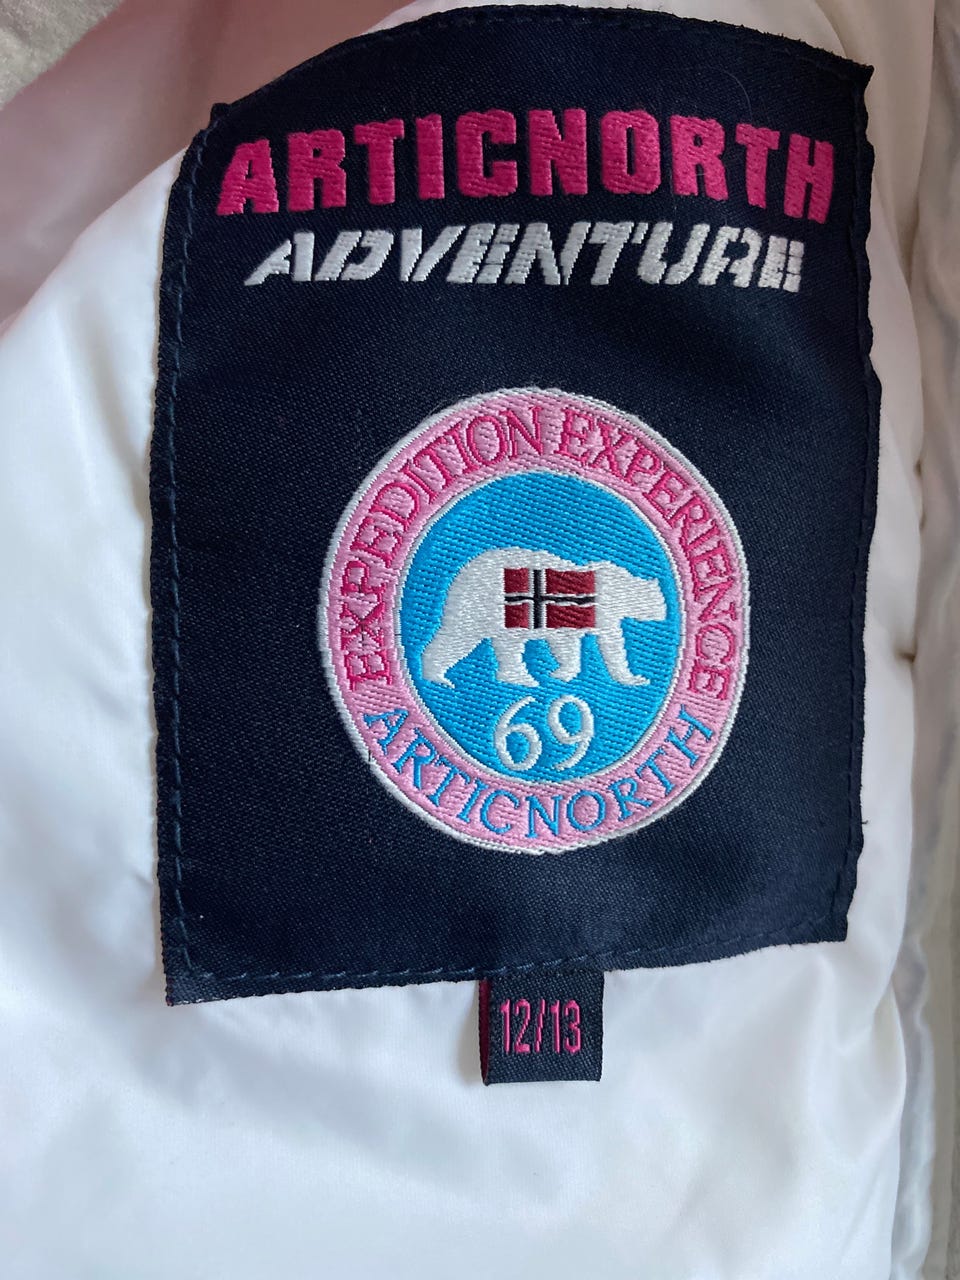 ARTICNORTH
ADVENTURE
EXPEDITION EXPERIENCE
69
ARTICNORTH
12/13